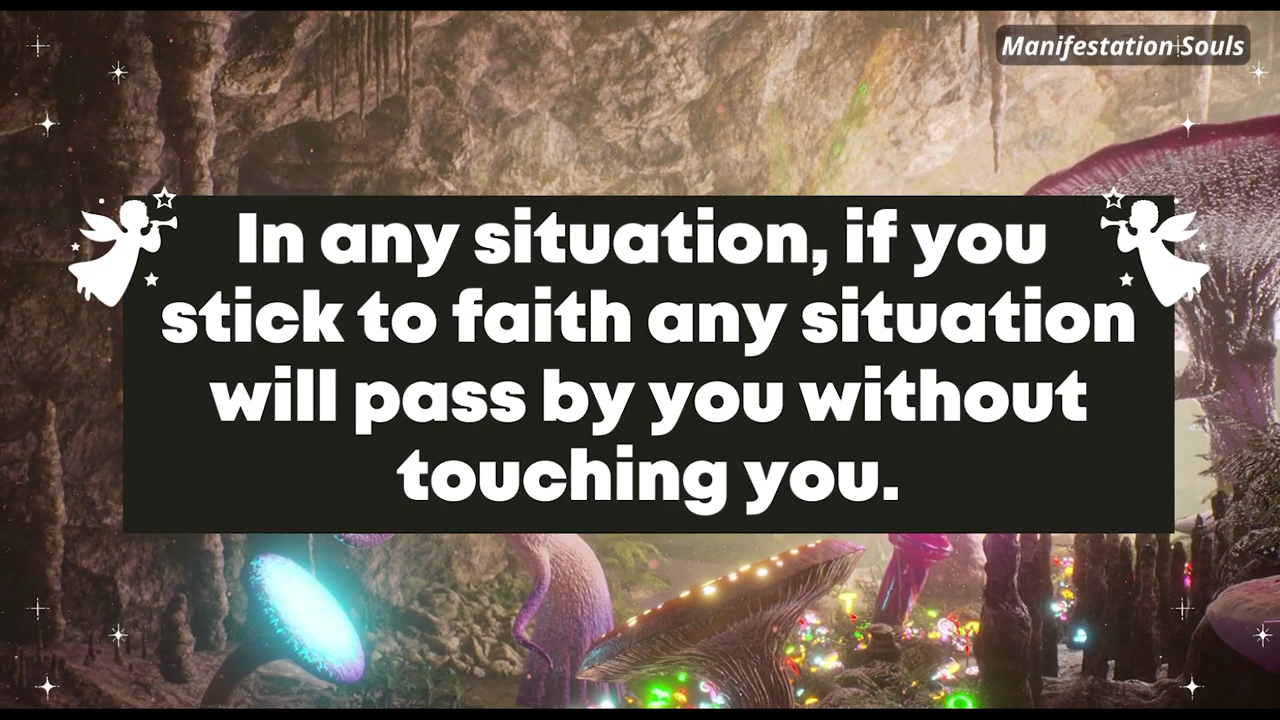 Manifestation Souls
In any situation, if you
stick to faith any situation
will pass by you without
touching you.